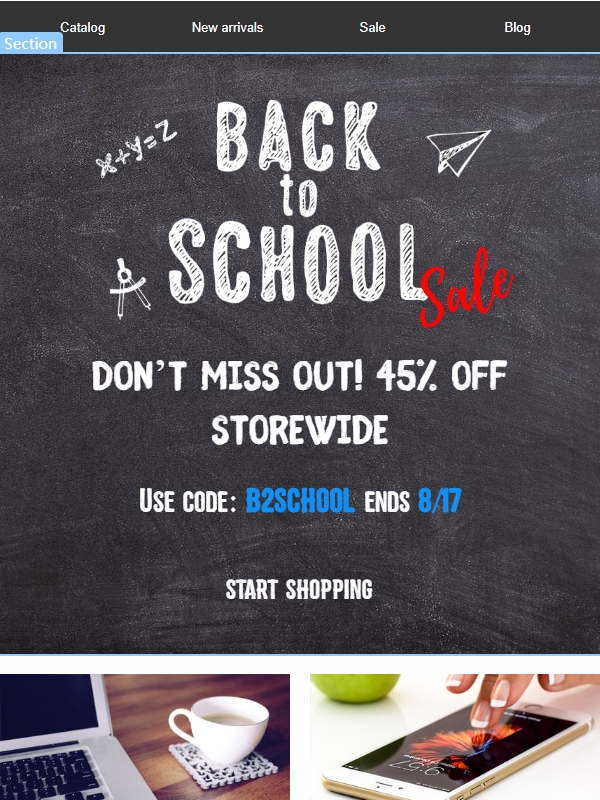 Catalog New arrivals Sale Blog
Section
x+y=z
BACK
to
SCHOOL
Sale
DON'T MISS OUT! 45% OFF
STOREWIDE
USE CODE: B2SCHOOL ENDS 8/17
START SHOPPING